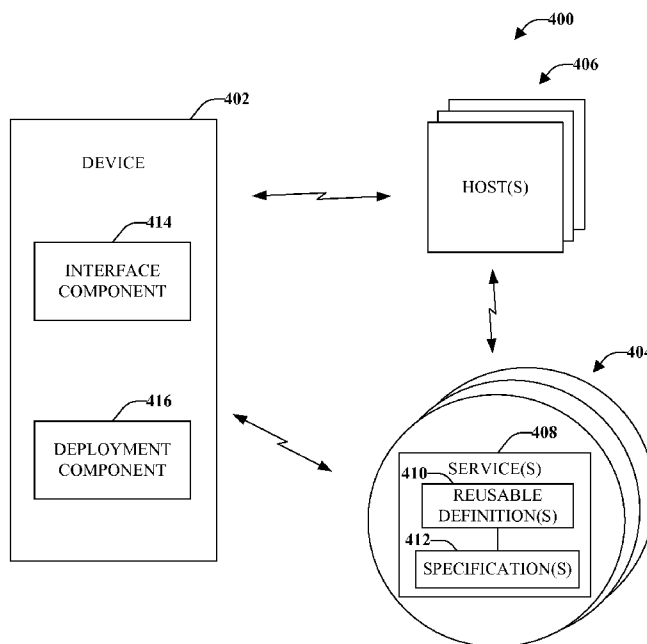 400
406
402
DEVICE
HOST(S)
414
INTERFACE
COMPONENT
404
416
DEPLOYMENT
COMPONENT
408
SERVICE(S)
410
REUSABLE
DEFINITION(S)
412
SPECIFICATION(S)